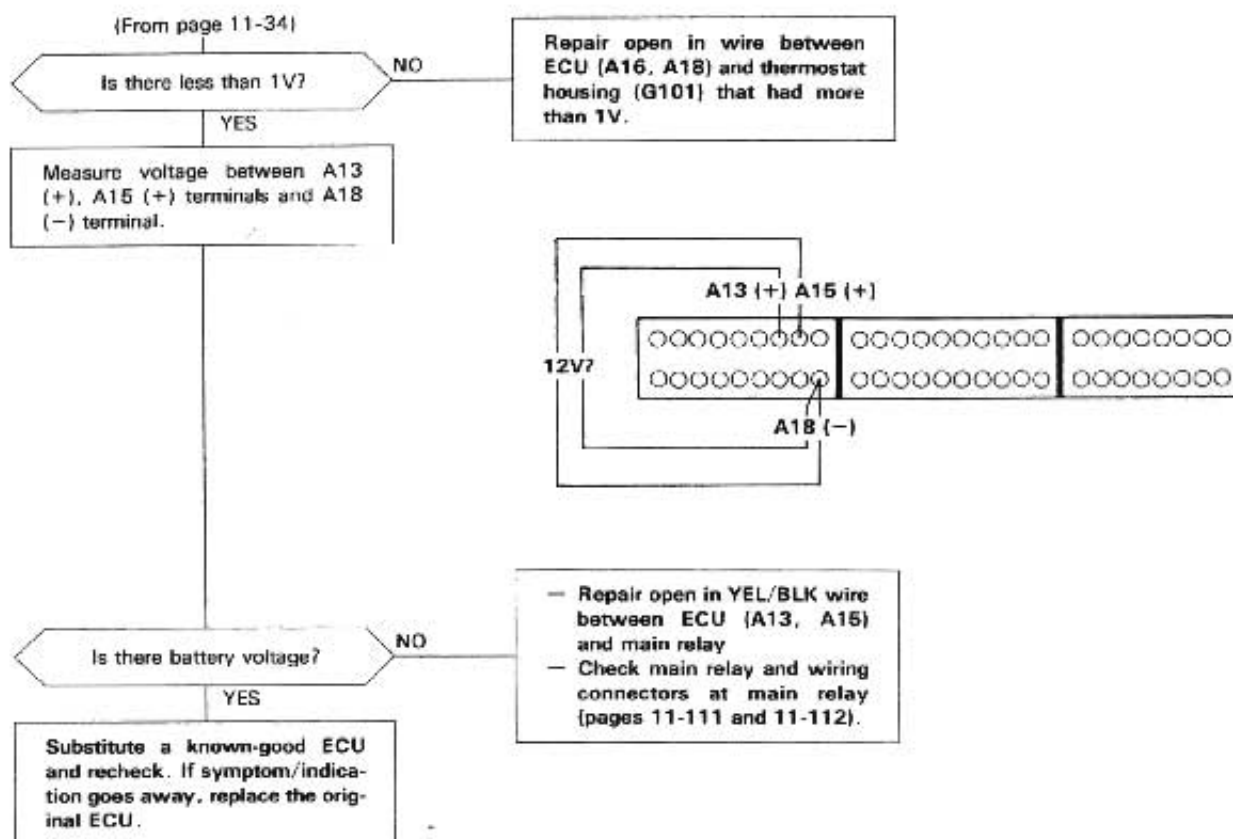 (From page 11-34)
Is there less than 1V?
NO
Repair open in wire between
ECU (A16, A18) and thermostat
housing (G101) that had more
than 1V.
YES
Measure voltage between A13
(+), A15 (+) terminals and A18
(−) terminal.
A13 (+) A15 (+)
12V?
A18 (−)
Is there battery voltage?
NO
— Repair open in YEL/BLK wire
between ECU (A13, A15)
and main relay
— Check main relay and wiring
connectors at main relay
(pages 11-111 and 11-112).
YES
Substitute a known-good ECU
and recheck. If symptom/indica-
tion goes away, replace the orig-
inal ECU.